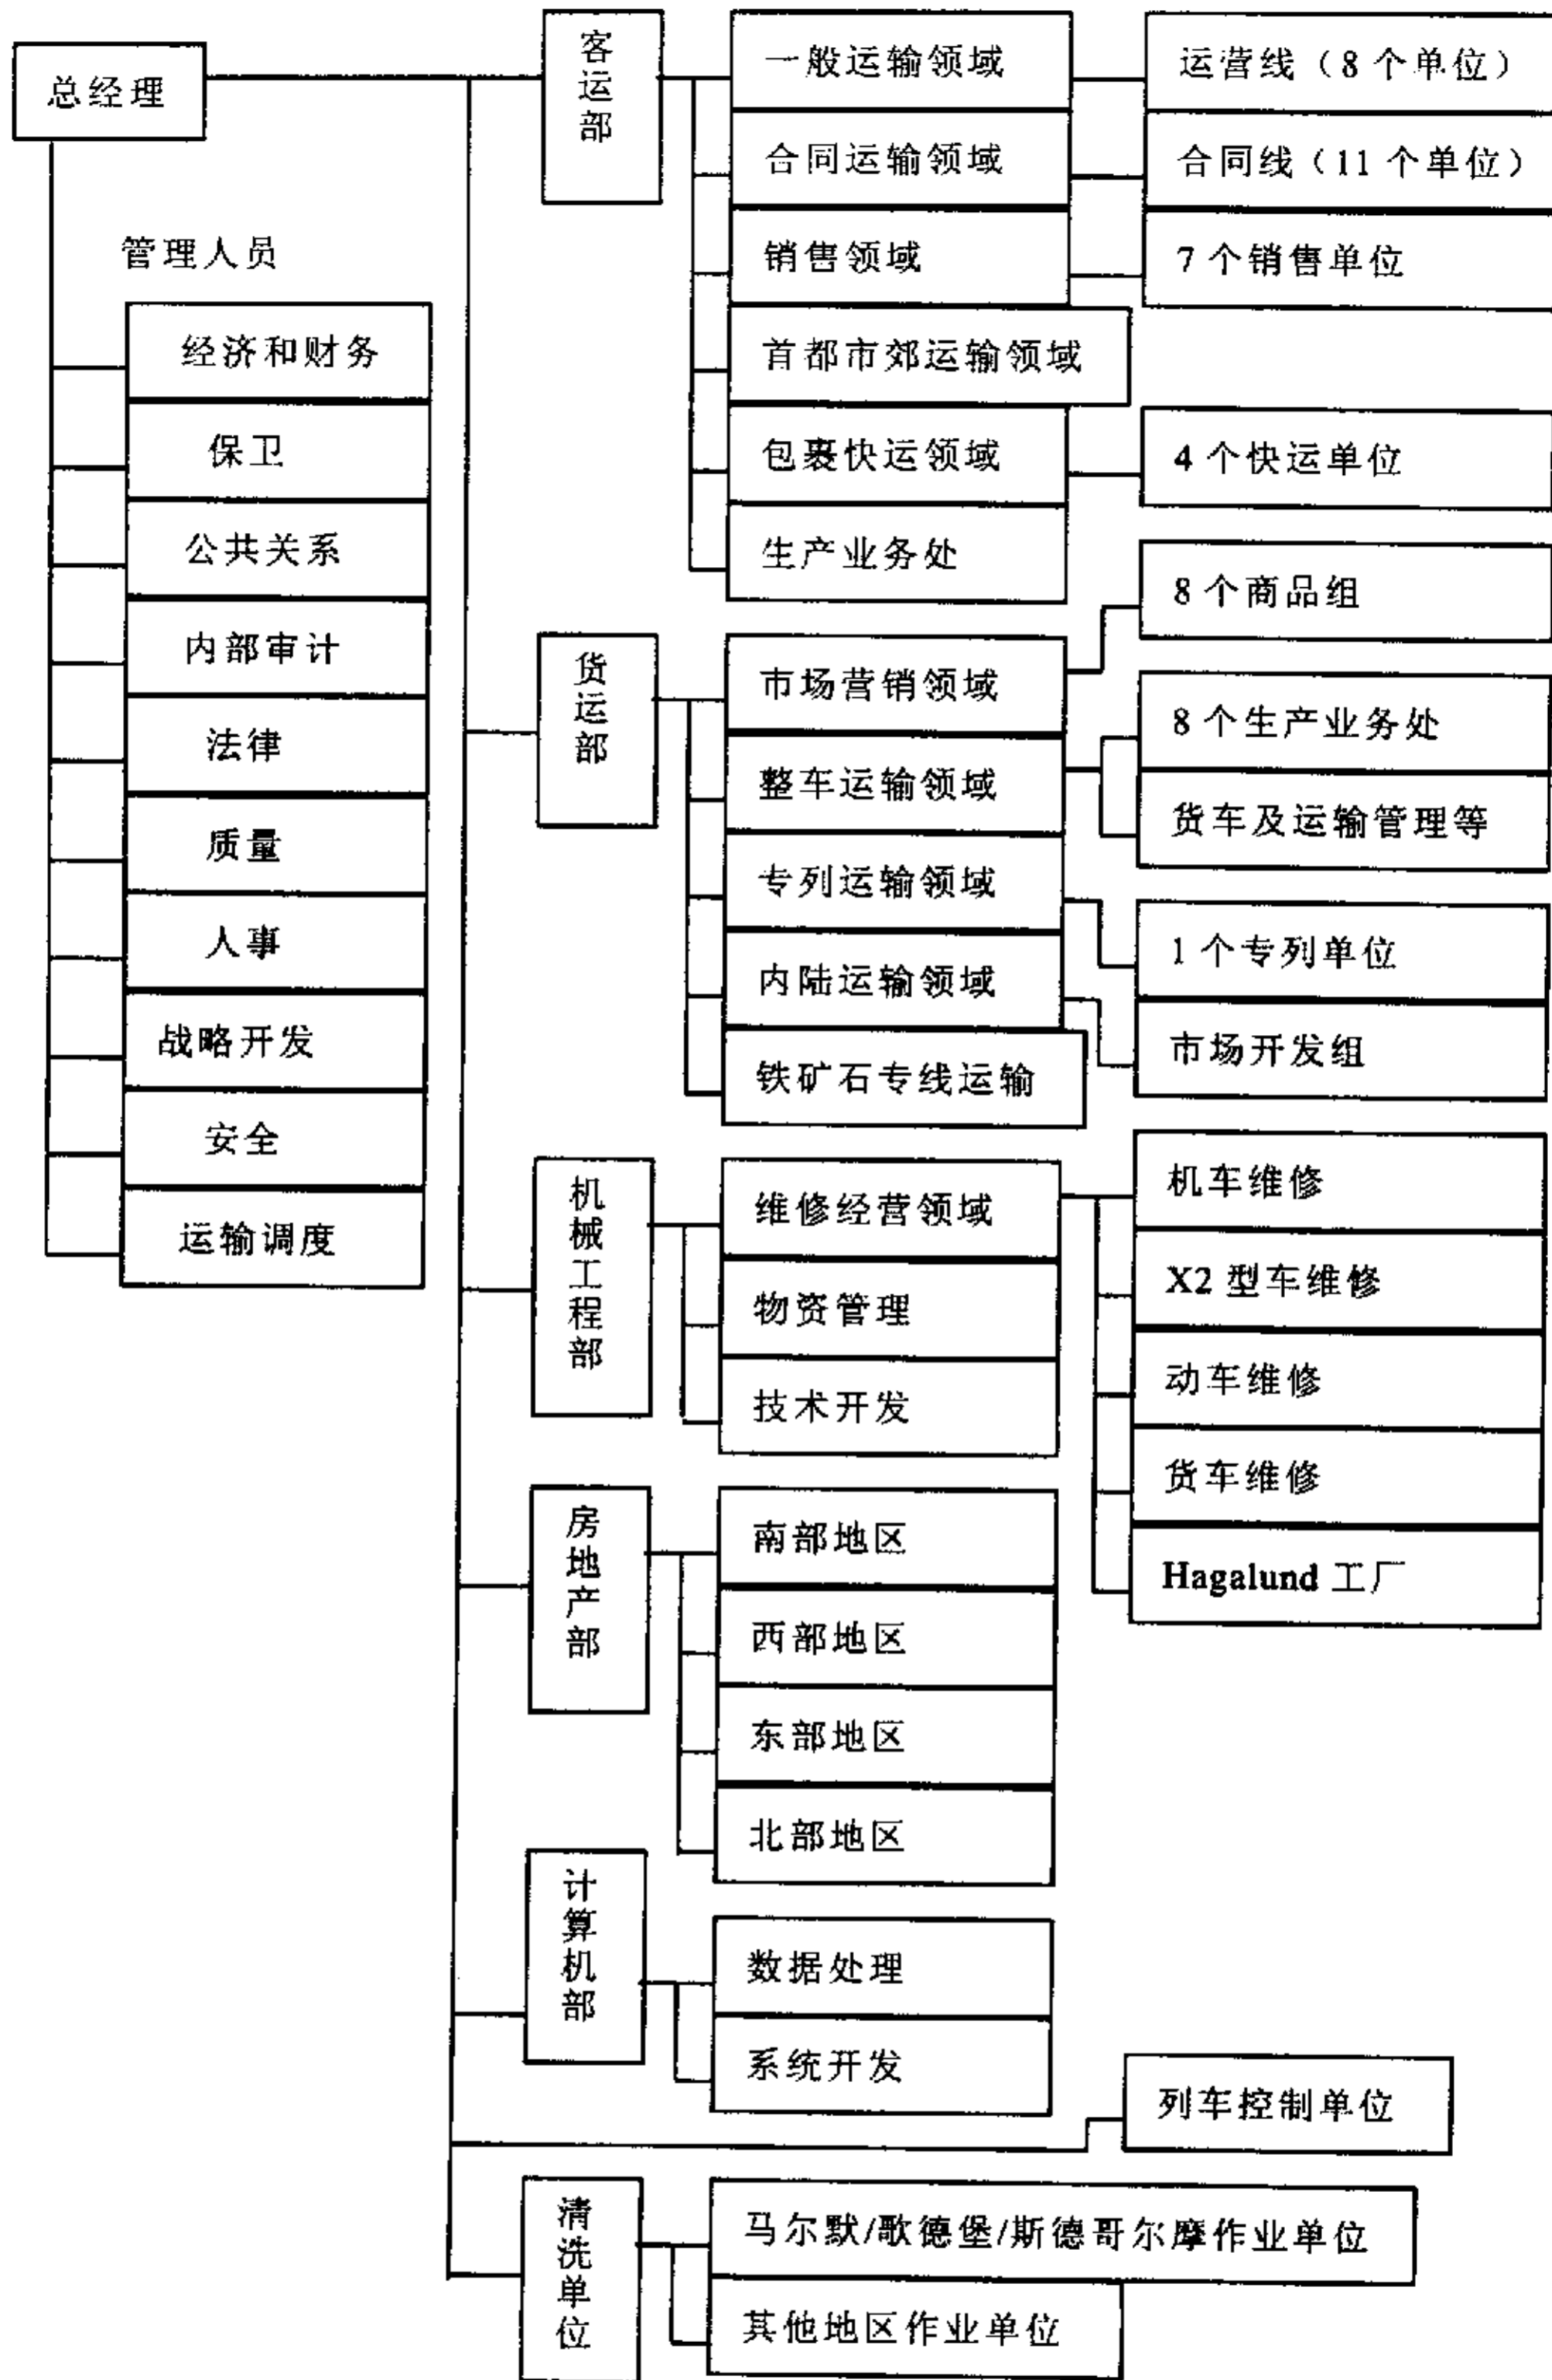 总经理
管理人员
经济和财务
保卫
公共关系
内部审计
法律
质量
人事
战略开发
安全
运输调度
客运部
一般运输领域
运营线（8 个单位）
合同运输领域
合同线（11 个单位）
销售领域
7 个销售单位
首都市郊运输领域
包裹快运领域
4 个快运单位
生产业务处
货运部
市场营销领域
8 个商品组
整车运输领域
8 个生产业务处
货车及运输管理等
专列运输领域
1 个专列单位
内陆运输领域
市场开发组
铁矿石专线运输
机械工程部
维修经营领域
机车维修
X2 型车维修
动车维修
货车维修
Hagalund 工厂
物资管理
技术开发
房地产部
南部地区
西部地区
东部地区
北部地区
计算机部
数据处理
系统开发
列车控制单位
清洗单位
马尔默/歌德堡/斯德哥尔摩作业单位
其他地区作业单位